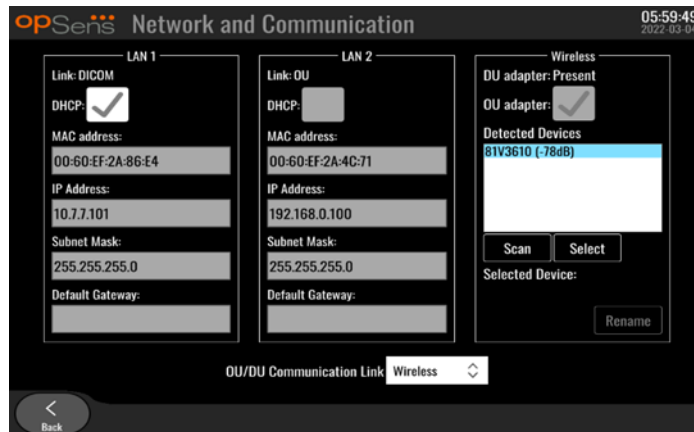 opSens Network and Communication
05:59:49
2022-03-04
LAN 1
Link: DICOM
DHCP:
MAC address:
00:60:EF:2A:86:E4
IP Address:
10.7.7.101
Subnet Mask:
255.255.255.0
Default Gateway:
LAN 2
Link: OU
DHCP:
MAC address:
00:60:EF:2A:4C:71
IP Address:
192.168.0.100
Subnet Mask:
255.255.255.0
Default Gateway:
Wireless
DU adapter: Present
OU adapter:
Detected Devices
81V3610 (-78dB)
Scan Select
Selected Device:
Rename
OU/DU Communication Link Wireless
Back